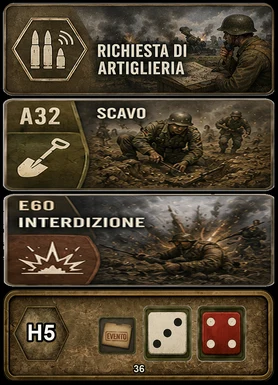 RICHIESTA DI
ARTIGLIERIA
A32
SCAVO
E60
INTERDIZIONE
H5
EVENTO
36